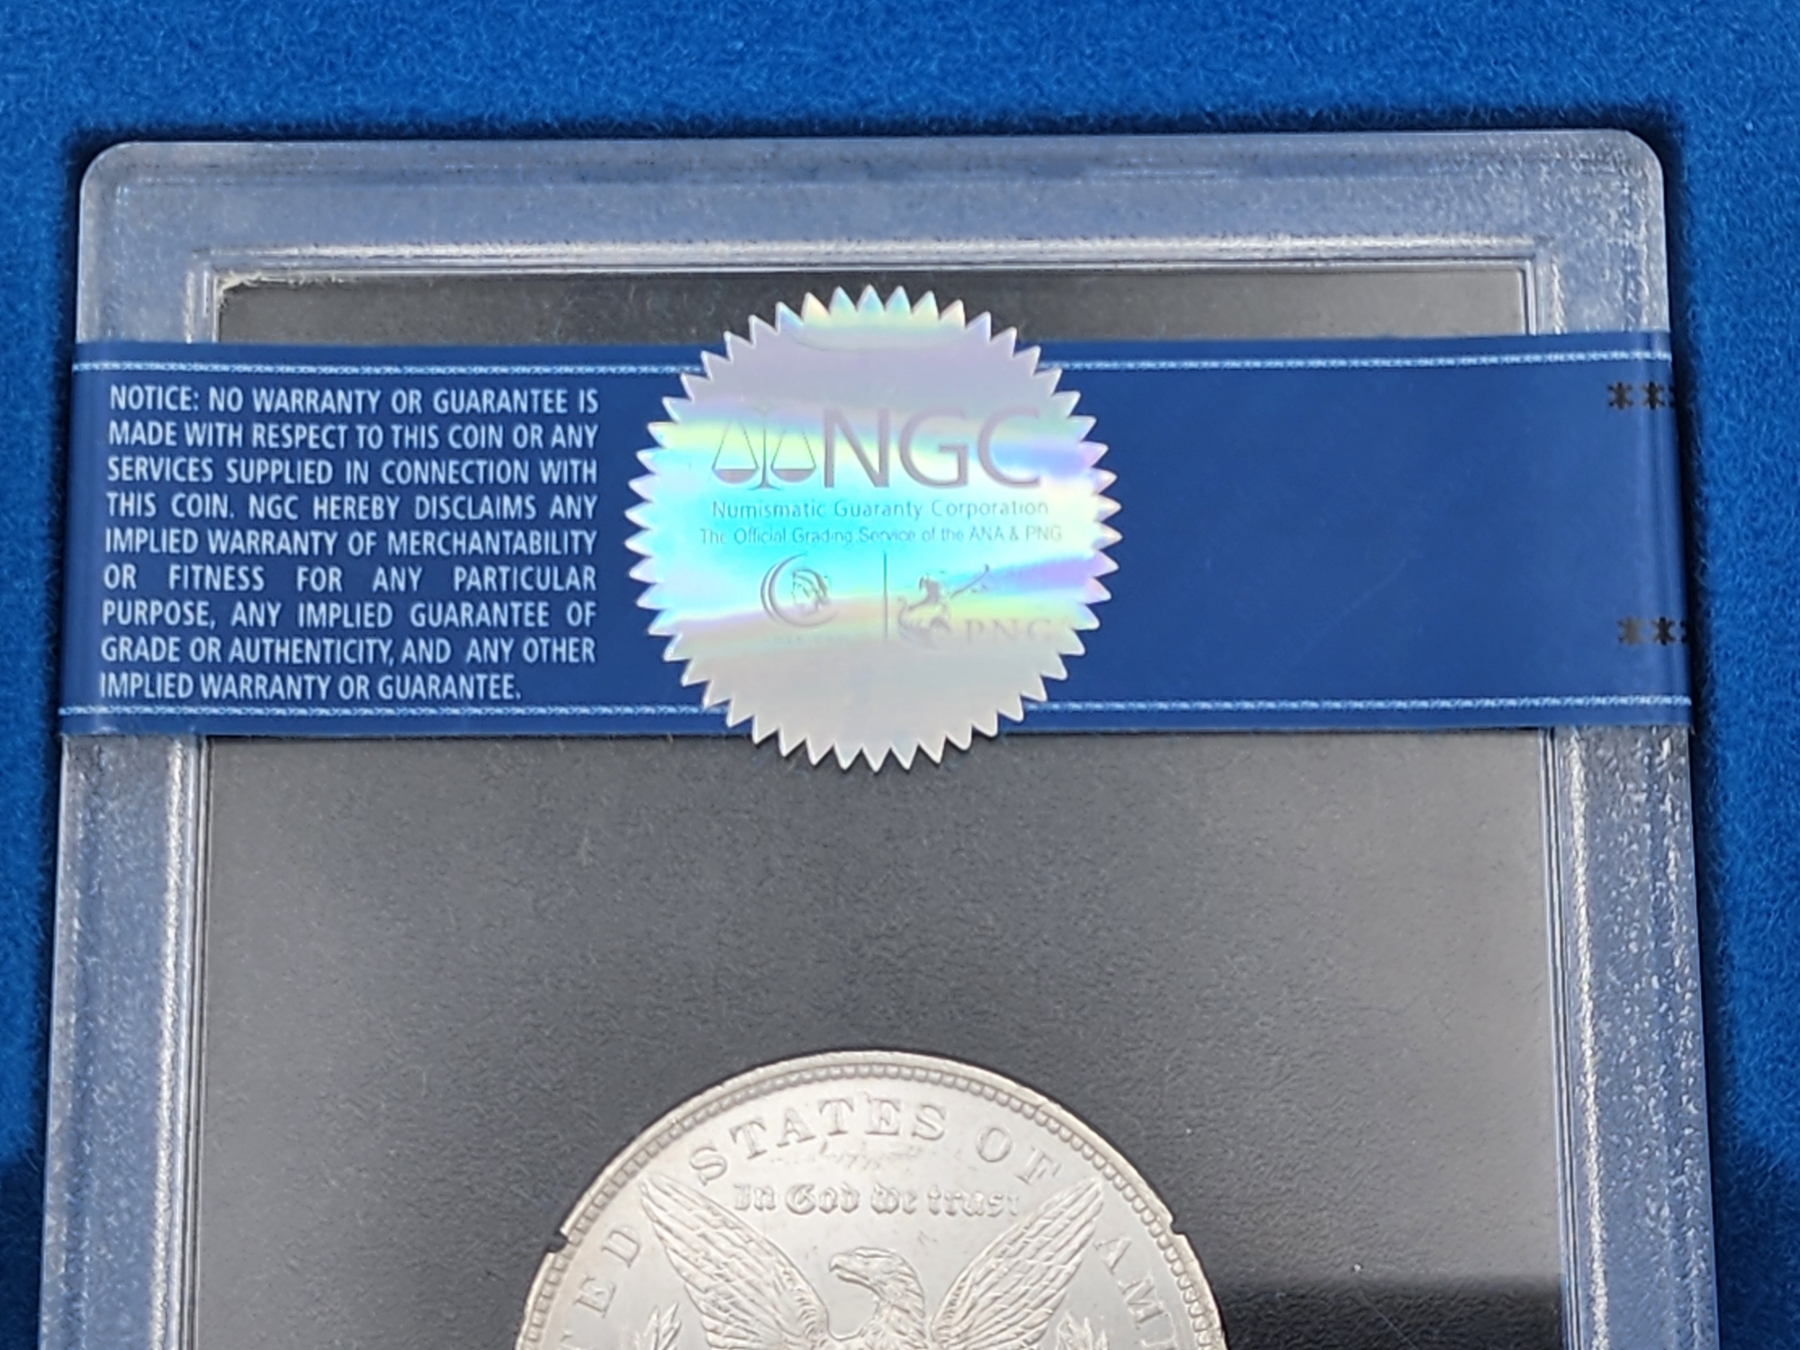 NOTICE: NO WARRANTY OR GUARANTEE IS
MADE WITH RESPECT TO THIS COIN OR ANY
SERVICES SUPPLIED IN CONNECTION WITH
THIS COIN. NGC HEREBY DISCLAIMS ANY
IMPLIED WARRANTY OF MERCHANTABILITY
OR FITNESS FOR ANY PARTICULAR
PURPOSE, ANY IMPLIED GUARANTEE OF
GRADE OR AUTHENTICITY, AND ANY OTHER
IMPLIED WARRANTY OR GUARANTEE.
NGC
Numismatic Guaranty Corporation
The Official Grading Service of the ANA & PNG
PNG
***
***
TED STATES OF AMI
In God we trust